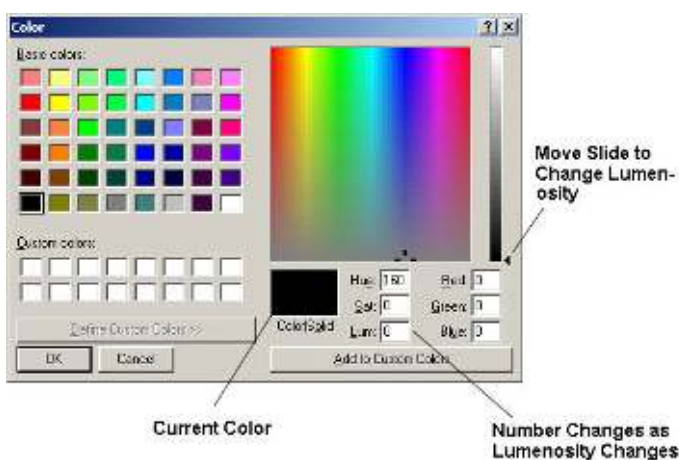 Color
Basic colors:
Custom colors:
Define Custom Colors >>
OK Cancel
Color|Solid
Hue: 160
Sat: 0
Lum: 0
Red: 0
Green: 0
Blue: 0
Add to Custom Colors
Move Slide to
Change Lumen-
osity
Current Color
Number Changes as
Lumenosity Changes